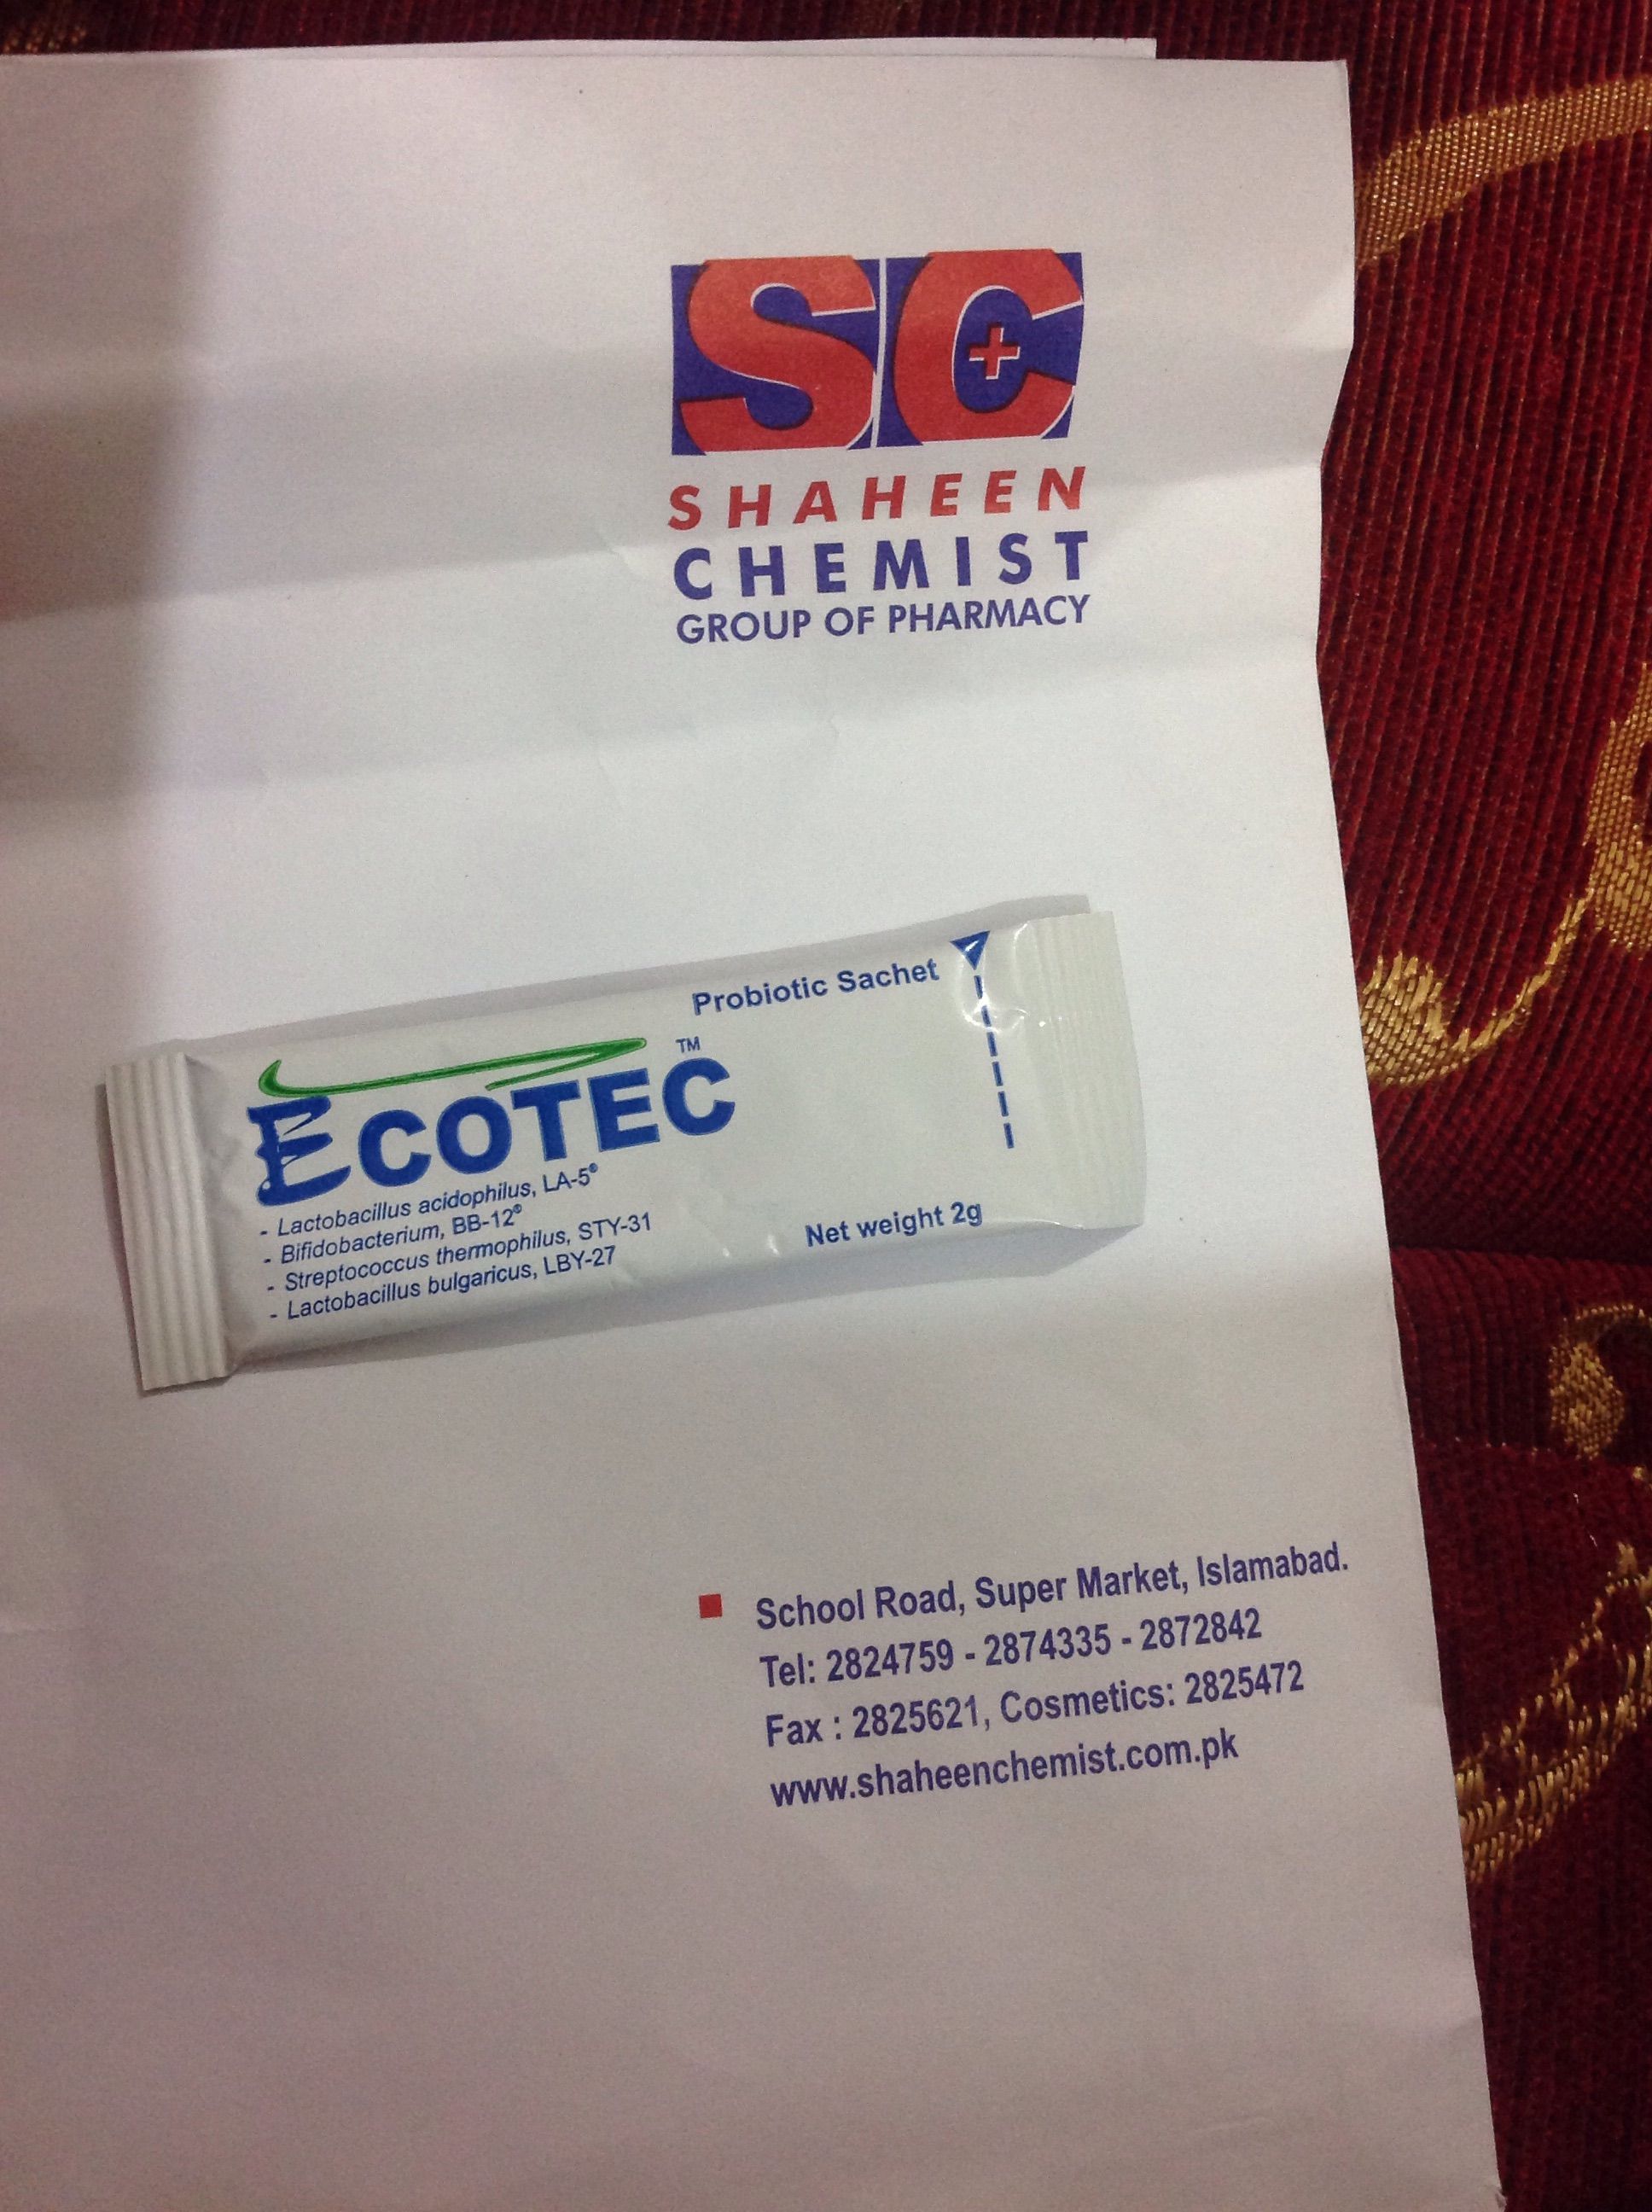 SC+
SHAHEEN
CHEMIST
GROUP OF PHARMACY
Probiotic Sachet
ECOTEC™
- Lactobacillus acidophilus, LA-5®
- Bifidobacterium, BB-12®
- Streptococcus thermophilus, STY-31
- Lactobacillus bulgaricus, LBY-27
Net weight 2g
School Road, Super Market, Islamabad.
Tel: 2824759 - 2874335 - 2872842
Fax : 2825621, Cosmetics: 2825472
www.shaheenchemist.com.pk